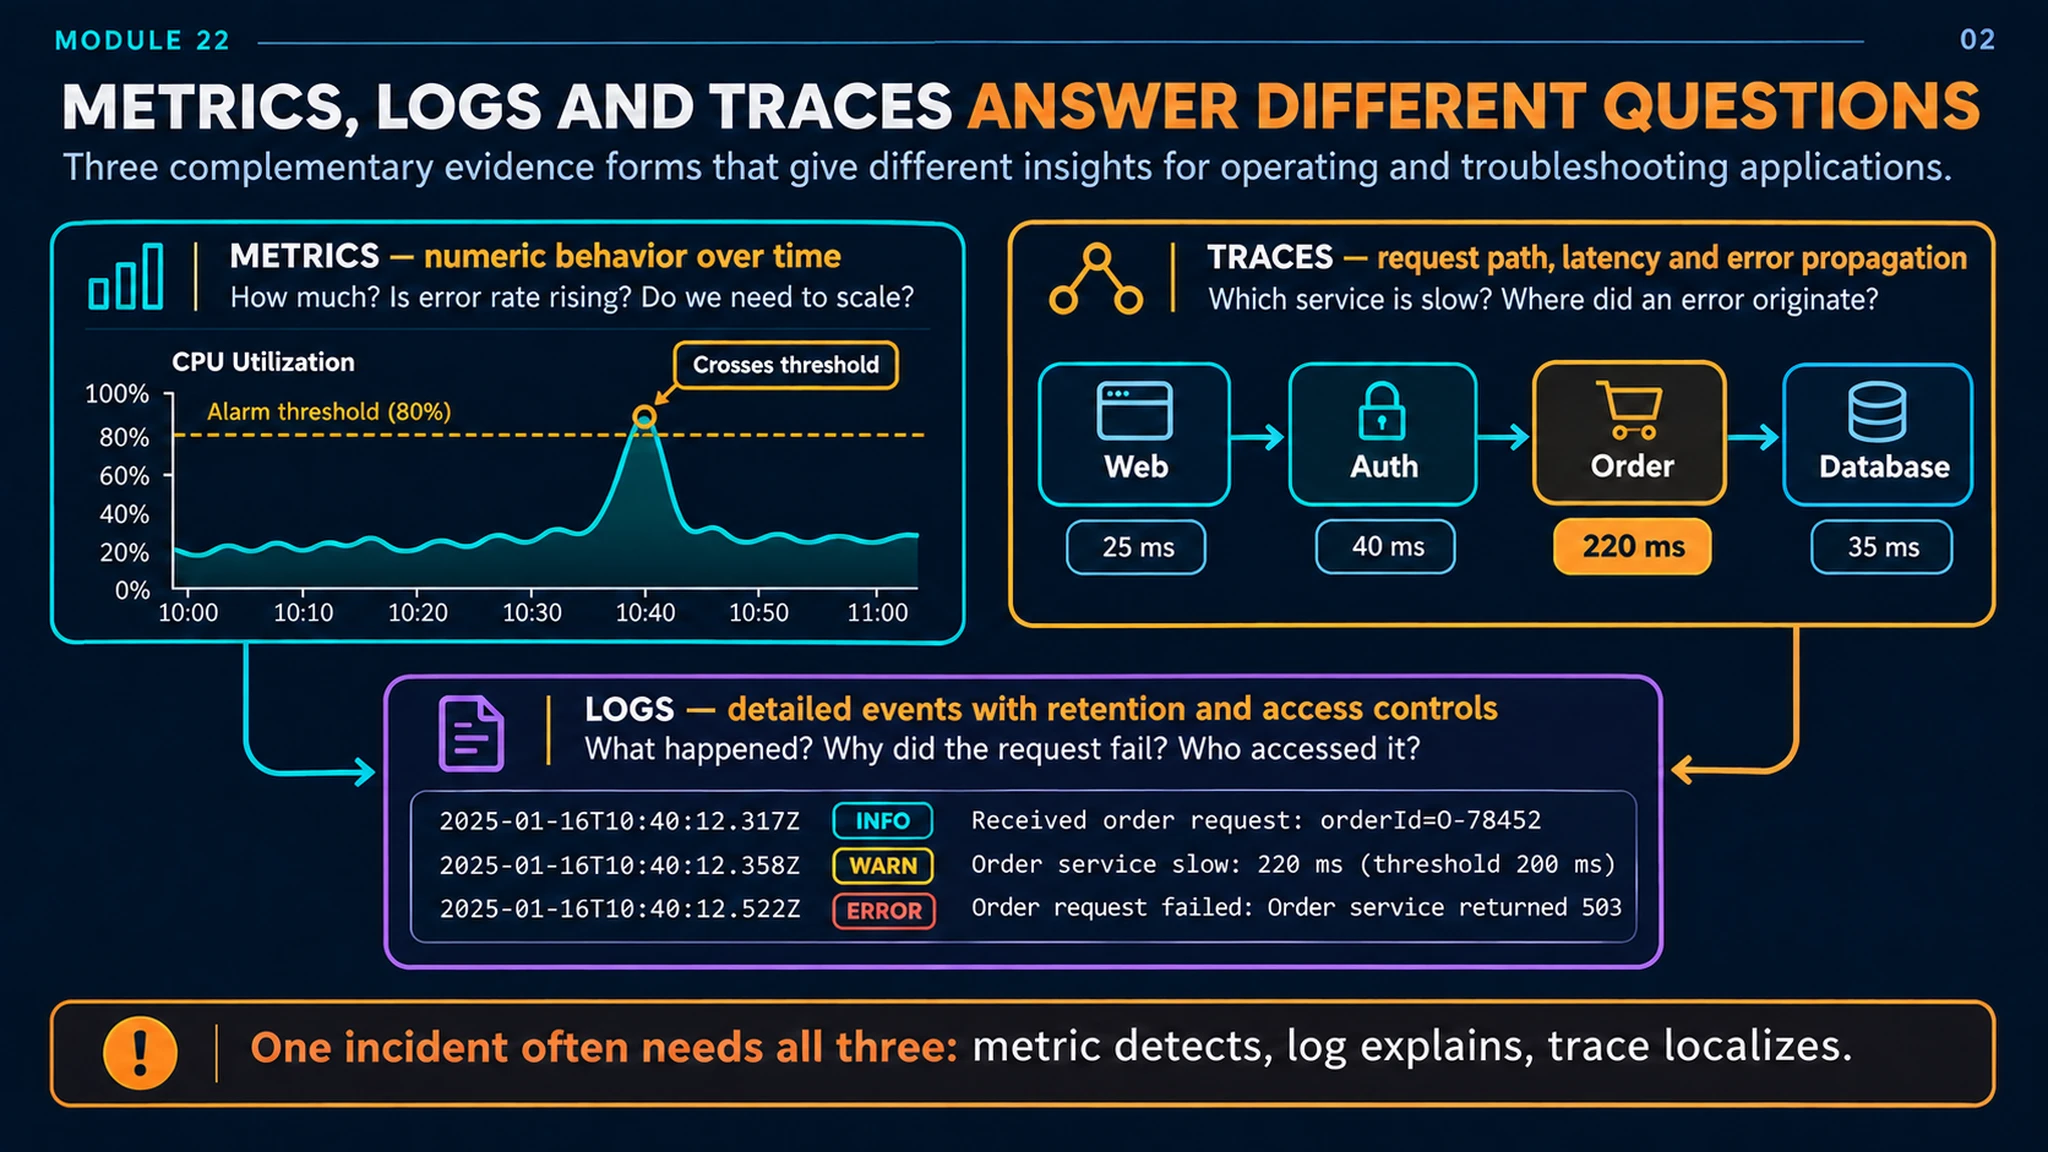 MODULE 22
02
METRICS, LOGS AND TRACES ANSWER DIFFERENT QUESTIONS
Three complementary evidence forms that give different insights for operating and troubleshooting applications.
METRICS — numeric behavior over time
How much? Is error rate rising? Do we need to scale?
CPU Utilization
Crosses threshold
Alarm threshold (80%)
100%
80%
60%
40%
20%
0%
10:00 10:10 10:20 10:30 10:40 10:50 11:00
TRACES — request path, latency and error propagation
Which service is slow? Where did an error originate?
Web Auth Order Database
25 ms 40 ms 220 ms 35 ms
LOGS — detailed events with retention and access controls
What happened? Why did the request fail? Who accessed it?
2025-01-16T10:40:12.317Z INFO Received order request: orderId=O-78452
2025-01-16T10:40:12.358Z WARN Order service slow: 220 ms (threshold 200 ms)
2025-01-16T10:40:12.522Z ERROR Order request failed: Order service returned 503
One incident often needs all three: metric detects, log explains, trace localizes.